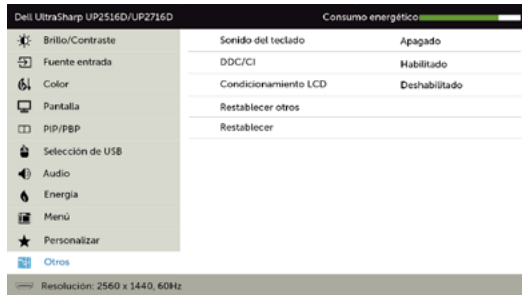 Dell UltraSharp UP2516D/UP2716D
Consumo energético
Brillo/Contraste
Sonido del teclado Apagado
Fuente entrada
DDC/CI Habilitado
Color
Condicionamiento LCD Deshabilitado
Pantalla
Restablecer otros
PIP/PBP
Restablecer
Selección de USB
Audio
Energía
Menú
Personalizar
Otros
Resolución: 2560 x 1440, 60Hz